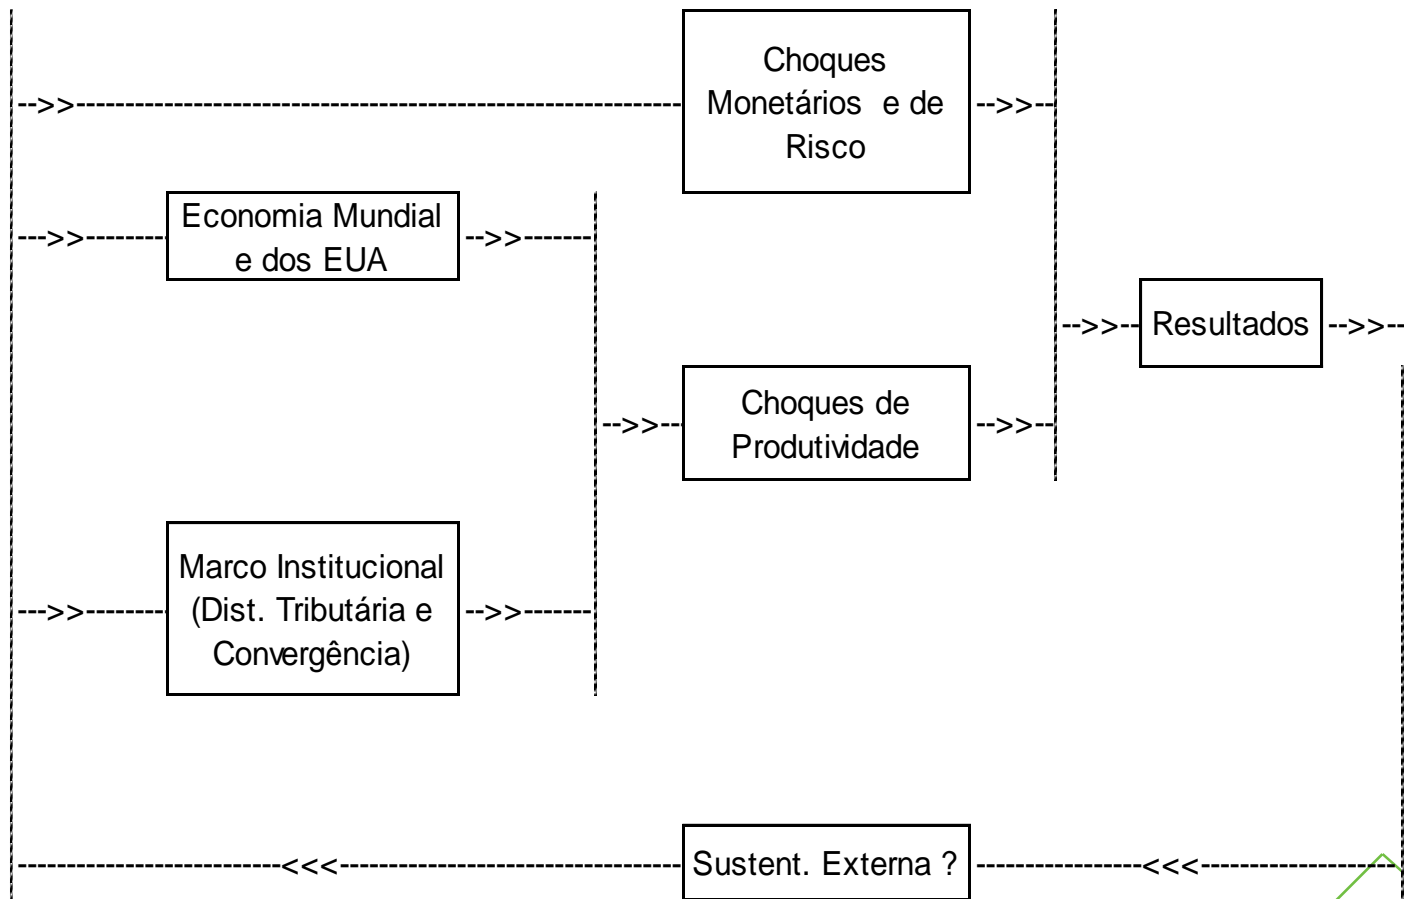 Choques
Monetários e de
Risco
-->>--
-->>--
Economia Mundial
e dos EUA
--->>-------
-->>------
-->>--
Resultados
-->>--
Choques de
Produtividade
-->>---
-->>--
Marco Institucional
(Dist. Tributária e
Convergência)
--->>-------
-->>------
Sustent. Externa ?
<<<
<<<